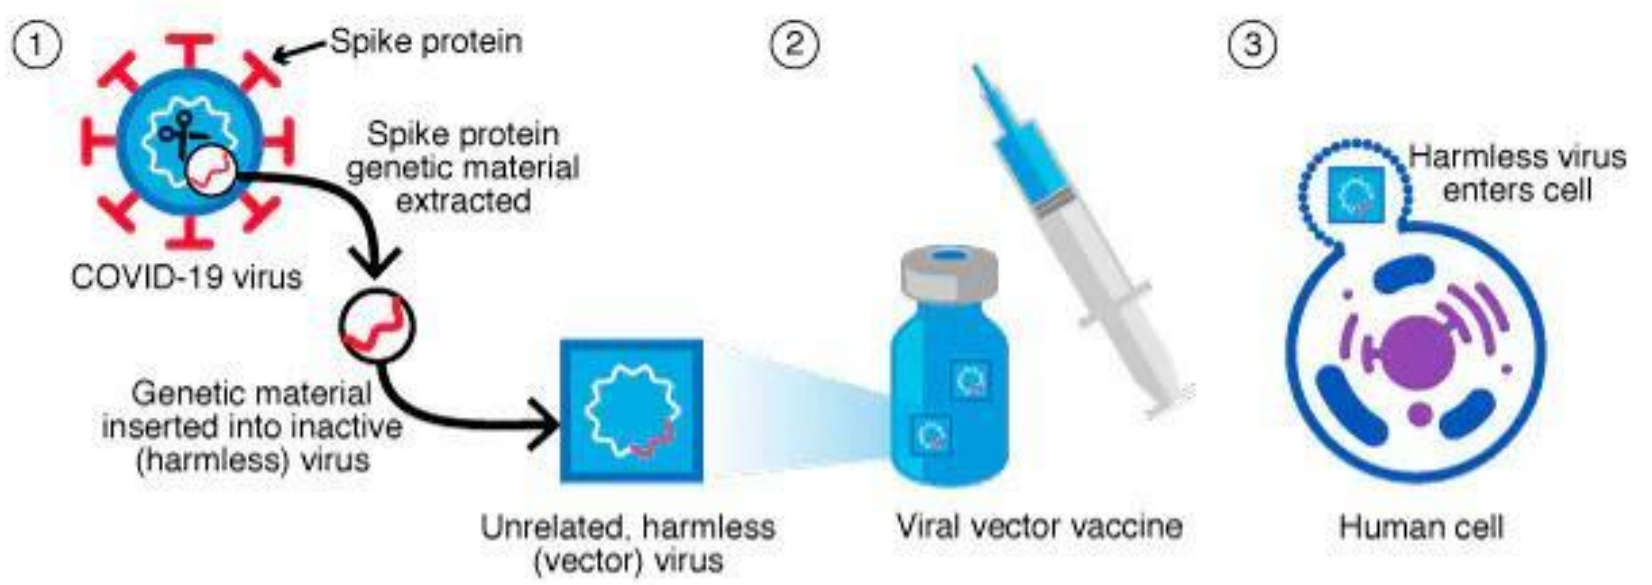 1
Spike protein
Spike protein
genetic material
extracted
COVID-19 virus
Genetic material
inserted into inactive
(harmless) virus
Unrelated, harmless
(vector) virus
2
Viral vector vaccine
3
Harmless virus
enters cell
Human cell